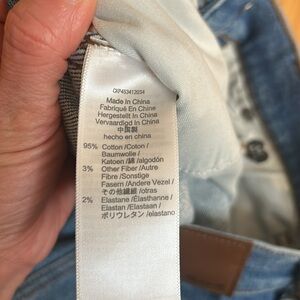 Made In China
Fabriqué En China
Hergestellt In China
Vervaardigd In China
中国製
hecho en china
95% Cotton /Coton /
Baumwolle /
Katoen /綿 /algodón
3% Other Fiber /Autre
Fibre /Sonstige
Fasern /Andere Vezel /
その他繊維 /otras
2% Elastane /Élasthanne /
Elastan /Elastaan /
ポリウレタン /elastano